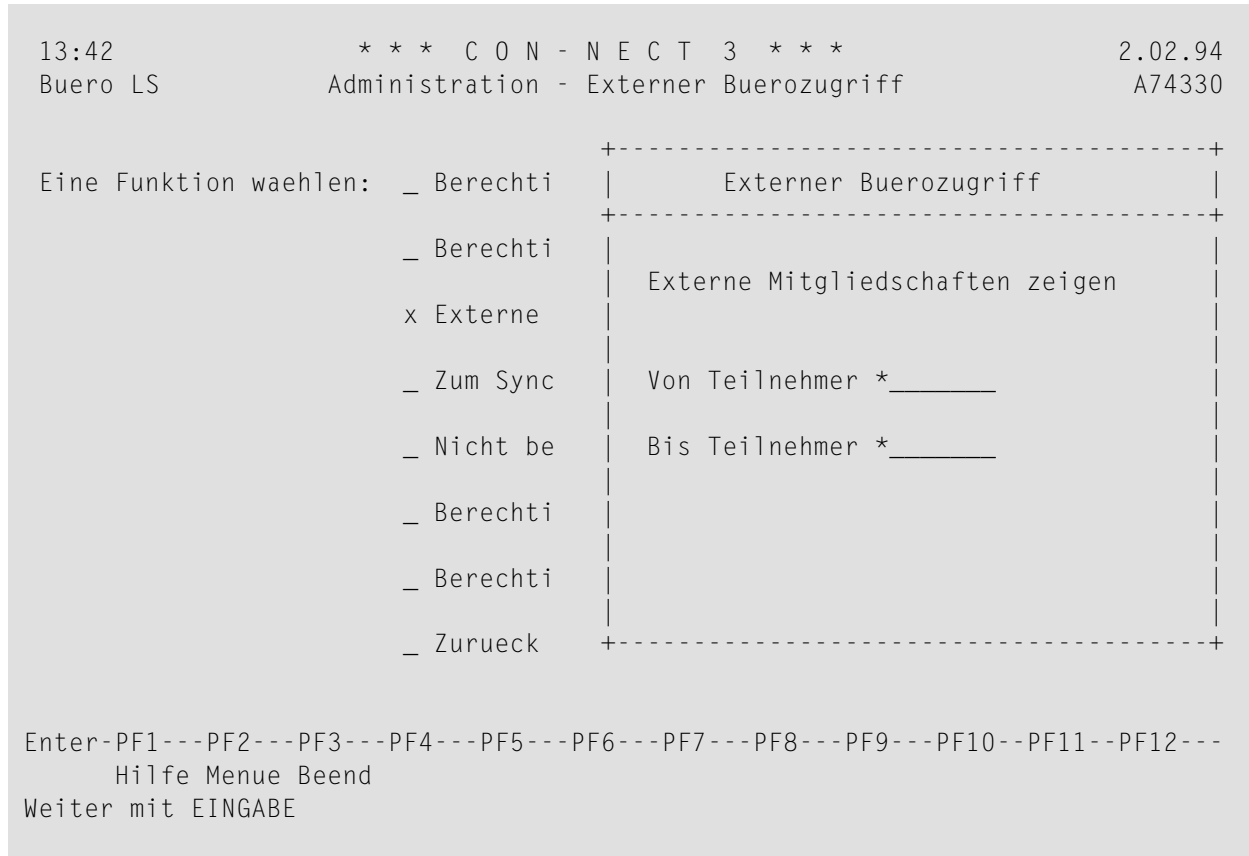 13:42 * * * C O N - N E C T 3 * * * 2.02.94
Buero LS Administration - Externer Buerozugriff A74330
+---------------------------------------+
Eine Funktion waehlen: _ Berechti | Externer Buerozugriff |
+---------------------------------------+
_ Berechti | |
| Externe Mitgliedschaften zeigen |
x Externe | |
| |
_ Zum Sync | Von Teilnehmer *_______ |
| |
_ Nicht be | Bis Teilnehmer *_______ |
| |
_ Berechti | |
| |
_ Berechti | |
| |
_ Zurueck +---------------------------------------+
Enter-PF1---PF2---PF3---PF4---PF5---PF6---PF7---PF8---PF9---PF10--PF11--PF12---
Hilfe Menue Beend
Weiter mit EINGABE